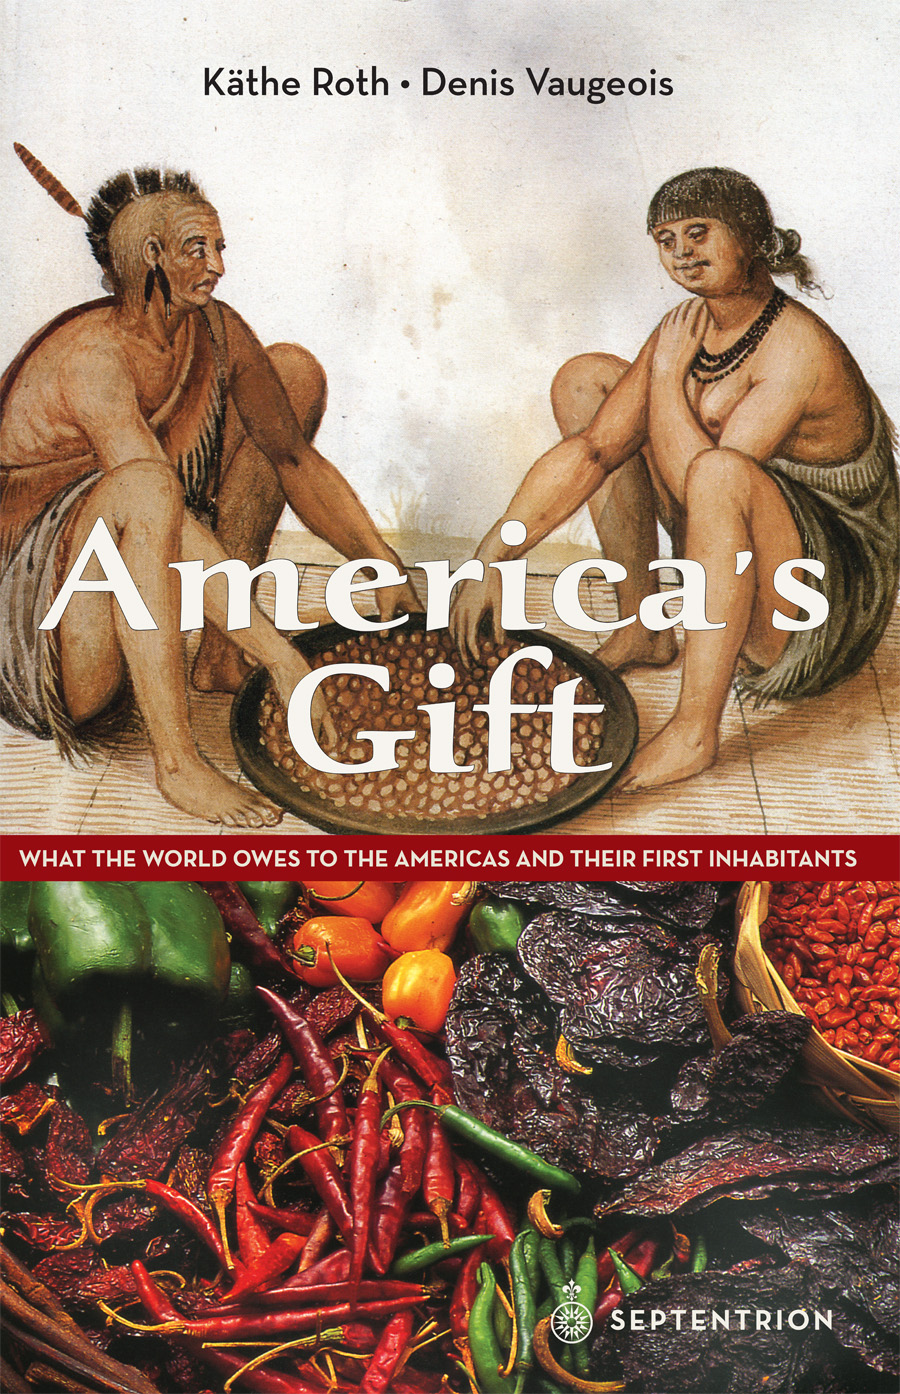 Käthe Roth • Denis Vaugeois
America's
Gift
WHAT THE WORLD OWES TO THE AMERICAS AND THEIR FIRST INHABITANTS
SEPTENTRION